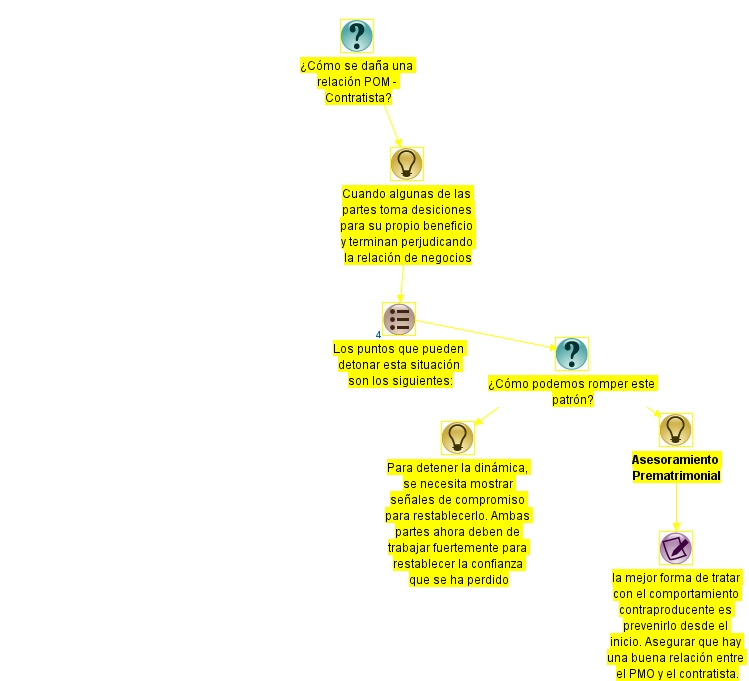 ¿Cómo se daña una
relación POM -
Contratista?
Cuando algunas de las
partes toma desiciones
para su propio beneficio
y terminan perjudicando
la relación de negocios
4
Los puntos que pueden
detonar esta situación
son los siguientes:
¿Cómo podemos romper este
patrón?
Para detener la dinámica,
se necesita mostrar
señales de compromiso
para restablecerlo. Ambas
partes ahora deben de
trabajar fuertemente para
restablecer la confianza
que se ha perdido
Asesoramiento
Prematrimonial
la mejor forma de tratar
con el comportamiento
contraproducente es
prevenirlo desde el
inicio. Asegurar que hay
una buena relación entre
el PMO y el contratista.